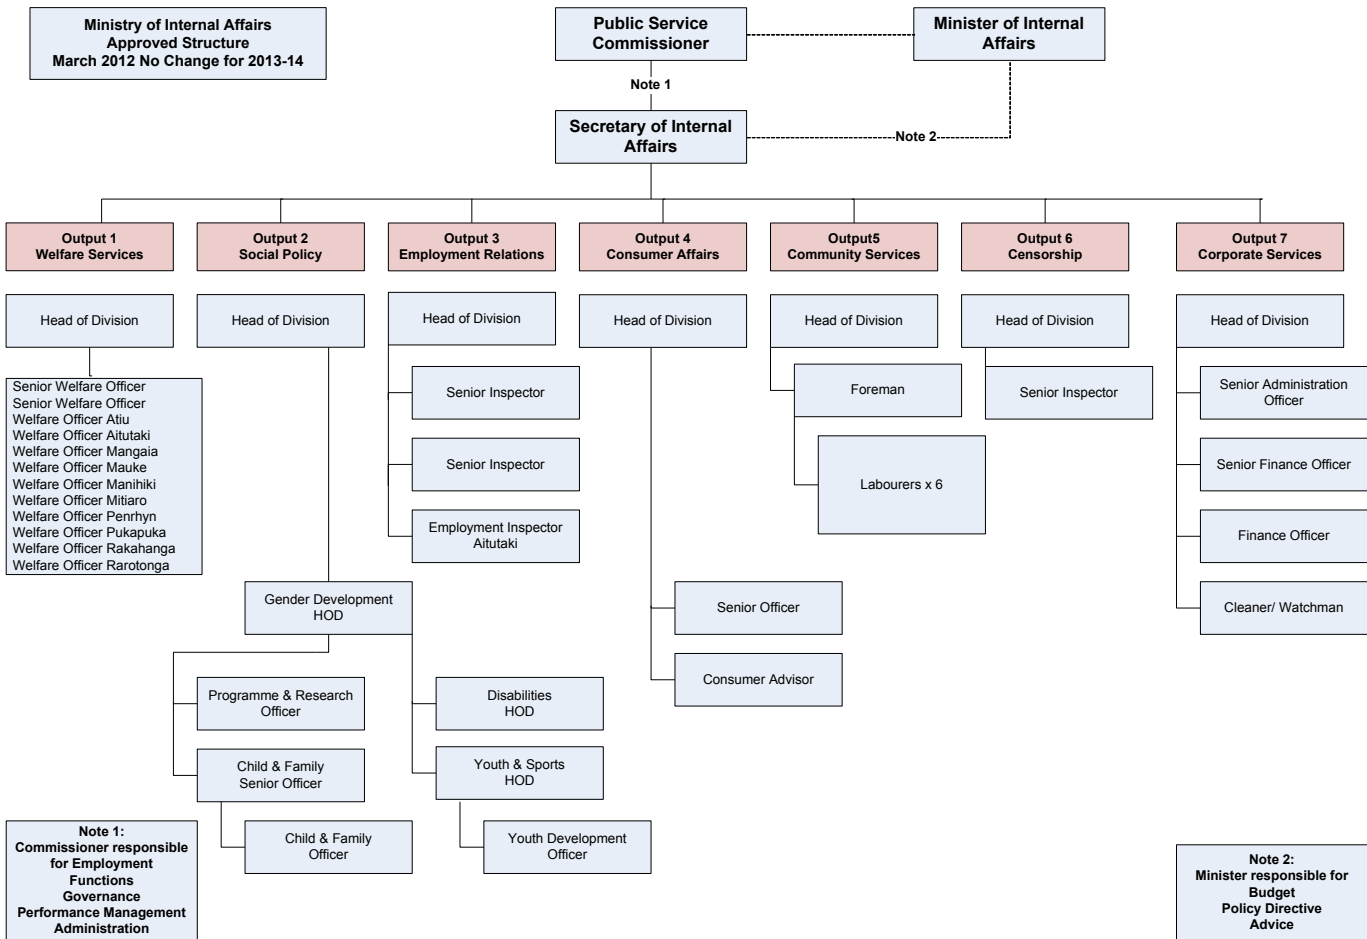 Ministry of Internal Affairs
Approved Structure
March 2012 No Change for 2013-14
Public Service
Commissioner
Minister of Internal
Affairs
Note 1
Secretary of Internal
Affairs
Note 2
Output 1
Welfare Services
Output 2
Social Policy
Output 3
Employment Relations
Output 4
Consumer Affairs
Output5
Community Services
Output 6
Censorship
Output 7
Corporate Services
Head of Division
Head of Division
Head of Division
Head of Division
Head of Division
Head of Division
Head of Division
Senior Welfare Officer
Senior Welfare Officer
Welfare Officer Atiu
Welfare Officer Aitutaki
Welfare Officer Mangaia
Welfare Officer Mauke
Welfare Officer Manihiki
Welfare Officer Mitiaro
Welfare Officer Penrhyn
Welfare Officer Pukapuka
Welfare Officer Rakahanga
Welfare Officer Rarotonga
Senior Inspector
Senior Inspector
Employment Inspector
Aitutaki
Foreman
Labourers x 6
Senior Inspector
Senior Administration
Officer
Senior Finance Officer
Finance Officer
Cleaner/ Watchman
Gender Development
HOD
Senior Officer
Consumer Advisor
Programme & Research
Officer
Disabilities
HOD
Child & Family
Senior Officer
Youth & Sports
HOD
Child & Family
Officer
Youth Development
Officer
Note 1:
Commissioner responsible
for Employment
Functions
Governance
Performance Management
Administration
Note 2:
Minister responsible for
Budget
Policy Directive
Advice